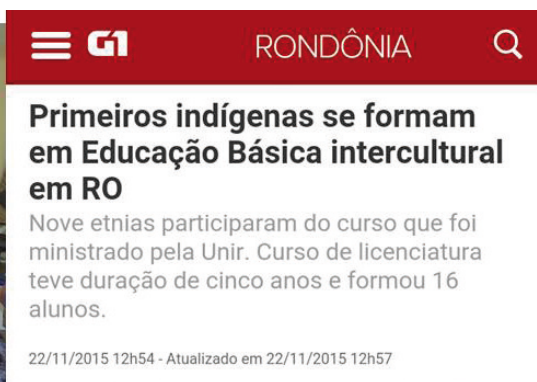 G1 RONDÔNIA
Primeiros indígenas se formam
em Educação Básica intercultural
em RO
Nove etnias participaram do curso que foi
ministrado pela Unir. Curso de licenciatura
teve duração de cinco anos e formou 16
alunos.
22/11/2015 12h54 - Atualizado em 22/11/2015 12h57